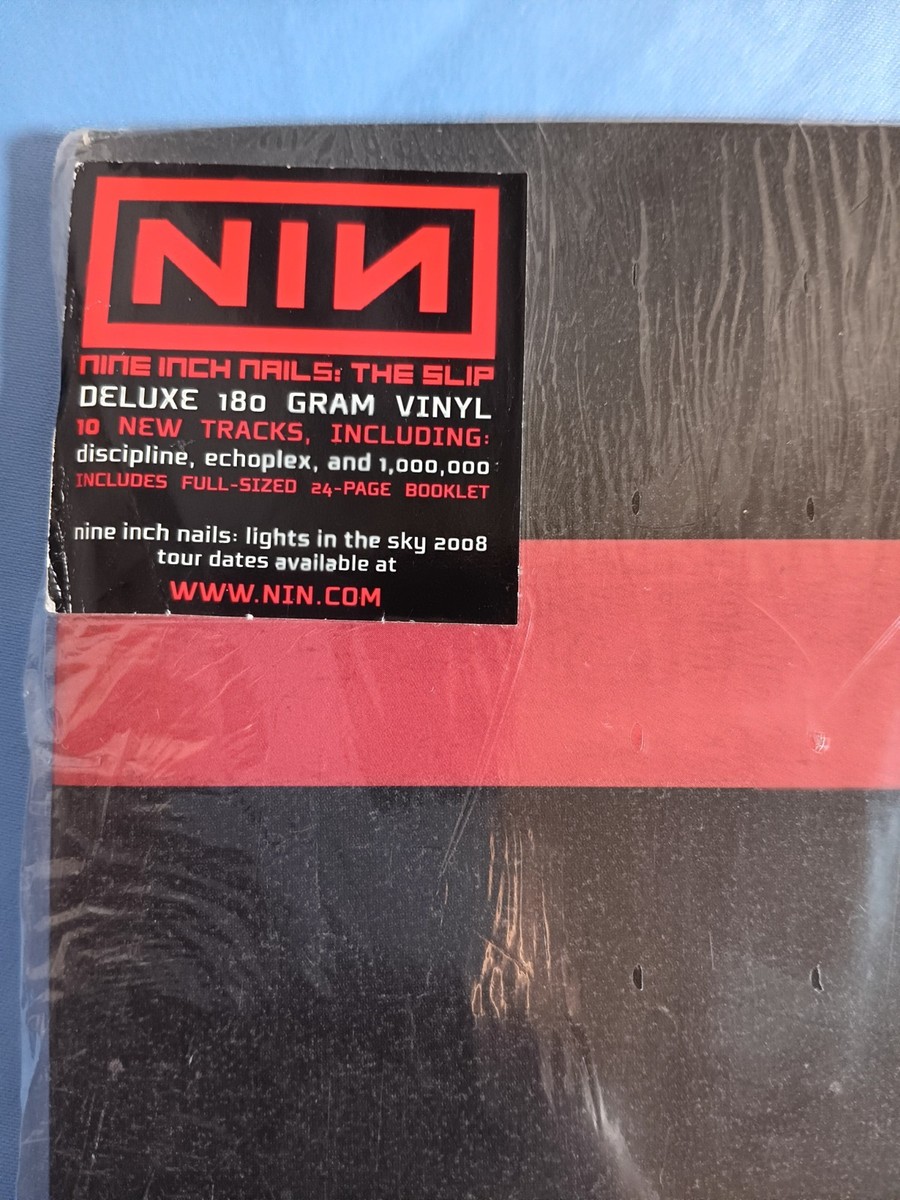 NIN
NINE INCH NAILS: THE SLIP
DELUXE 180 GRAM VINYL
10 NEW TRACKS, INCLUDING:
discipline, echoplex, and 1,000,000
INCLUDES FULL-SIZED 24-PAGE BOOKLET
nine inch nails: lights in the sky 2008
tour dates available at
WWW.NIN.COM